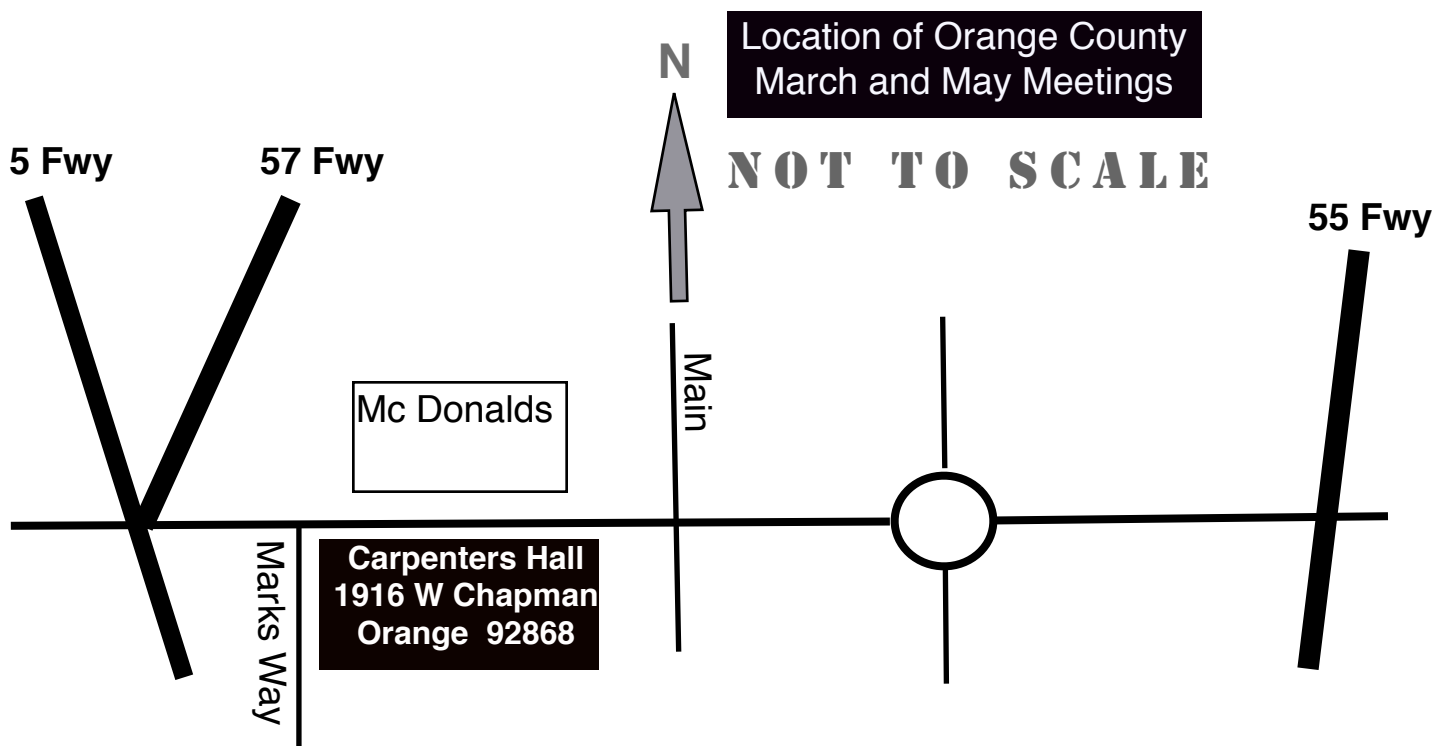 Location of Orange County
March and May Meetings
N
NOT TO SCALE
5 Fwy
57 Fwy
55 Fwy
Main
Mc Donalds
Marks Way
Carpenters Hall
1916 W Chapman
Orange 92868